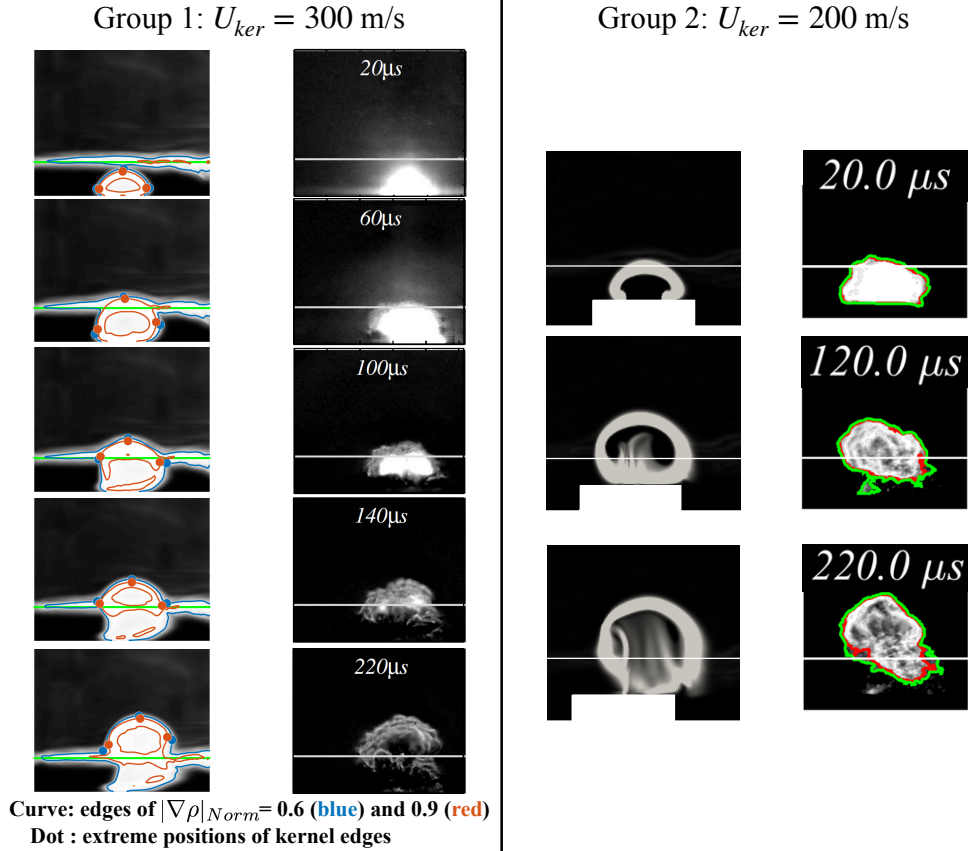 Group 1: U_ker = 300 m/s
Group 2: U_ker = 200 m/s
20μs
60μs
100μs
140μs
220μs
20.0 μs
120.0 μs
220.0 μs
Curve: edges of |∇ρ|_Norm = 0.6 (blue) and 0.9 (red)
Dot : extreme positions of kernel edges